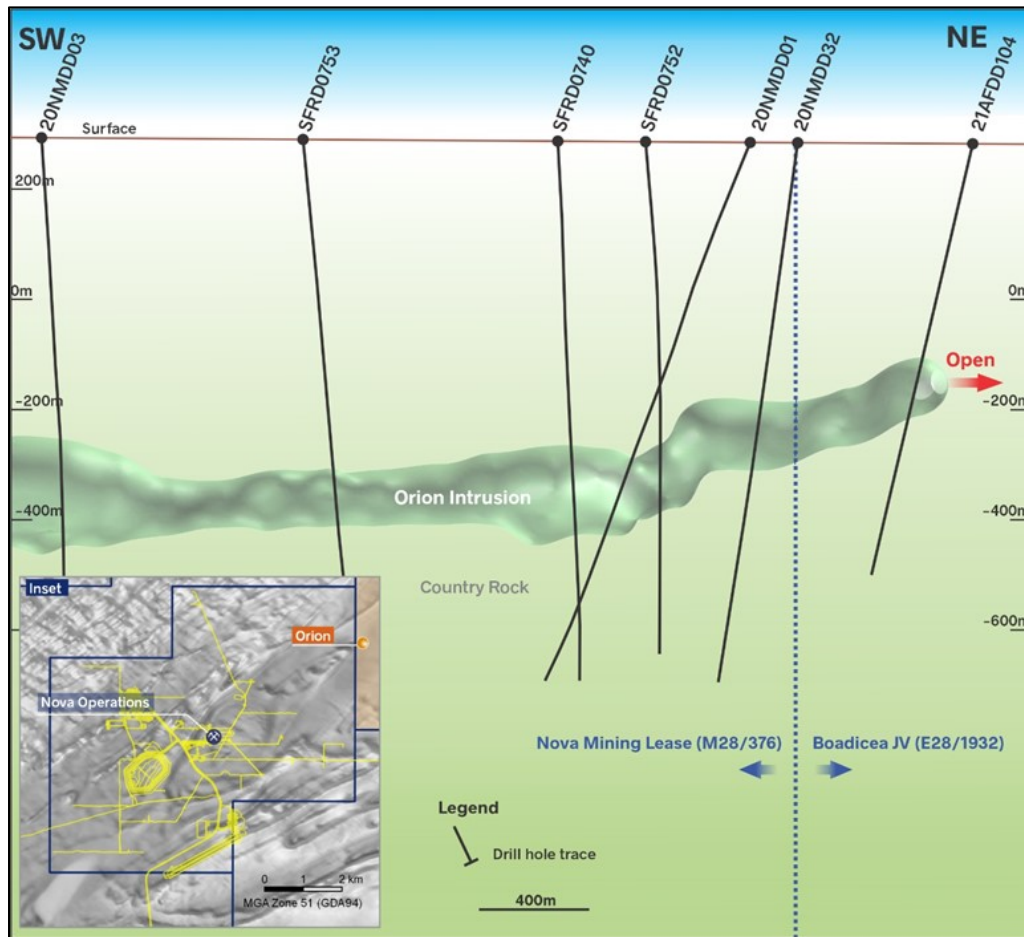 SW
NE
20NMDD03
SFRD0753
SFRD0740
SFRD0752
20NMDD01
20NMDD32
21AFDD104
Surface
200m
0m
0m
Open
-200m
-200m
Orion Intrusion
-400m
-400m
Country Rock
-600m
Inset
Orion
Nova Operations
0 1 2 km
MGA Zone 51 (GDA94)
Nova Mining Lease (M28/376)
Boadicea JV (E28/1932)
Legend
Drill hole trace
400m